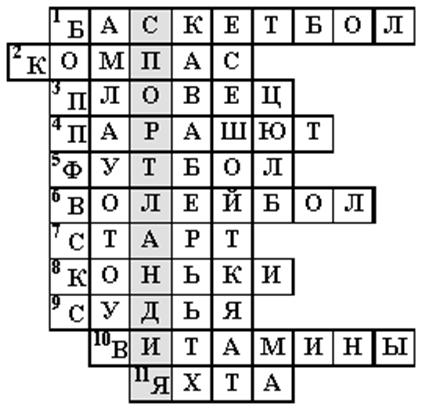 1БАСКЕТБОЛ
2КОМПАС
3ПЛОВЕЦ
4ПАРАШЮТ
5ФУТБОЛ
6ВОЛЕЙБОЛ
7СТАРТ
8КОНЬКИ
9СУДЬЯ
10ВИТАМИНЫ
11ЯХТА